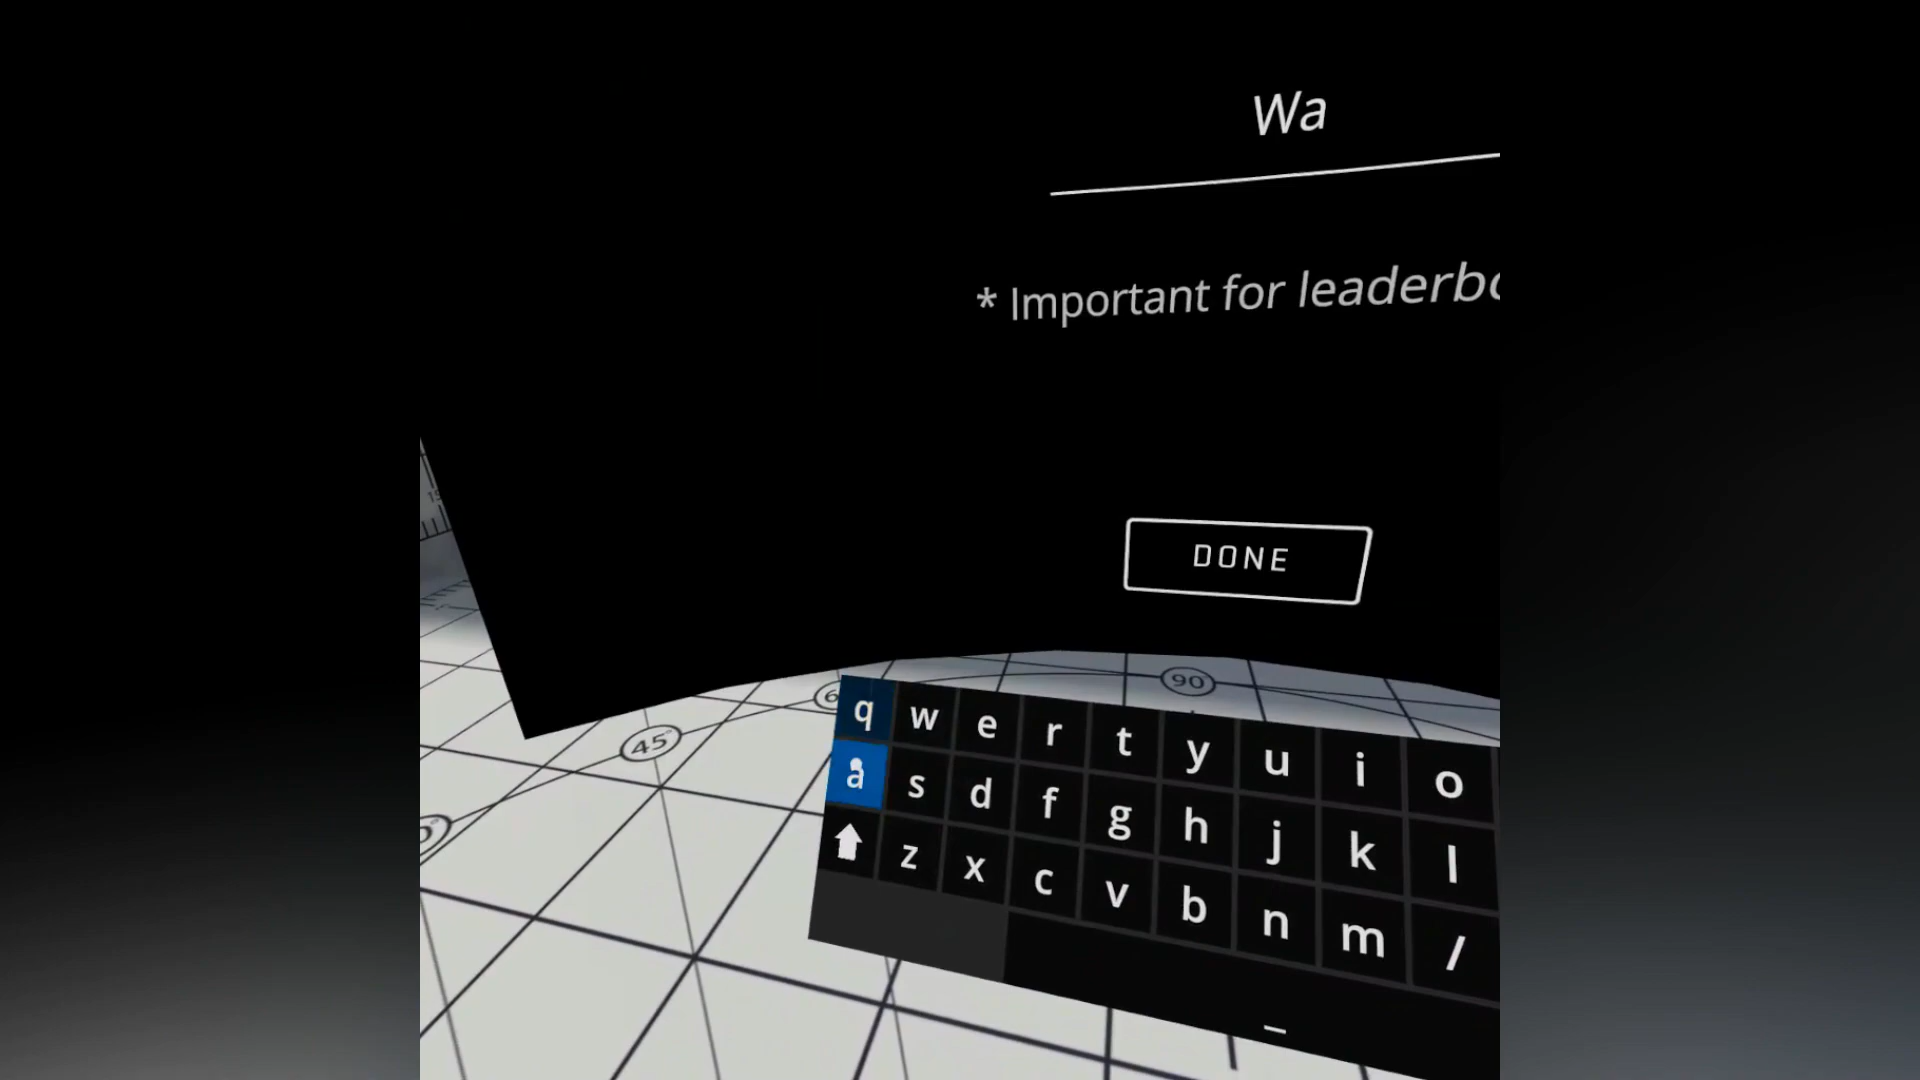 Wa
* Important for leaderbo
DONE
90°
45°
q w e r t y u i o
a s d f g h j k l
z x c v b n m /
_